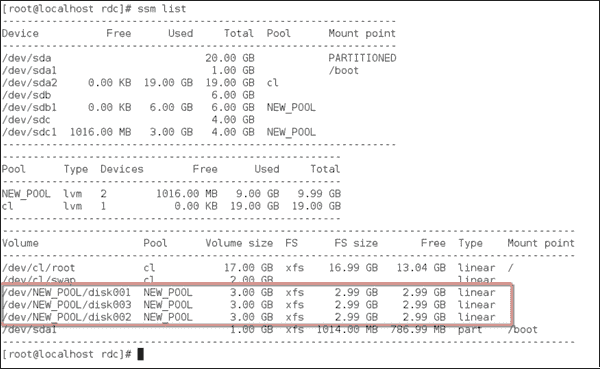 [root@localhost rdc]# ssm list
-----------------------------------------------------------------
Device Free Used Total Pool Mount point
-----------------------------------------------------------------
/dev/sda 20.00 GB PARTITIONED
/dev/sda1 1.00 GB /boot
/dev/sda2 0.00 KB 19.00 GB 19.00 GB cl
/dev/sdb 6.00 GB
/dev/sdb1 0.00 KB 6.00 GB 6.00 GB NEW_POOL
/dev/sdc 4.00 GB
/dev/sdc1 1016.00 MB 3.00 GB 4.00 GB NEW_POOL
-----------------------------------------------------------------
--------------------------------------------------------
Pool Type Devices Free Used Total
--------------------------------------------------------
NEW_POOL lvm 2 1016.00 MB 9.00 GB 9.99 GB
cl lvm 1 0.00 KB 19.00 GB 19.00 GB
--------------------------------------------------------
-----------------------------------------------------------------------------------------------
Volume Pool Volume size FS FS size Free Type Mount point
-----------------------------------------------------------------------------------------------
/dev/cl/root cl 17.00 GB xfs 16.99 GB 13.04 GB linear /
/dev/cl/swap cl 2.00 GB linear
/dev/NEW_POOL/disk001 NEW_POOL 3.00 GB xfs 2.99 GB 2.99 GB linear
/dev/NEW_POOL/disk003 NEW_POOL 3.00 GB xfs 2.99 GB 2.99 GB linear
/dev/NEW_POOL/disk002 NEW_POOL 3.00 GB xfs 2.99 GB 2.99 GB linear
/dev/sda1 1.00 GB xfs 1014.00 MB 786.99 MB part /boot
-----------------------------------------------------------------------------------------------
[root@localhost rdc]#